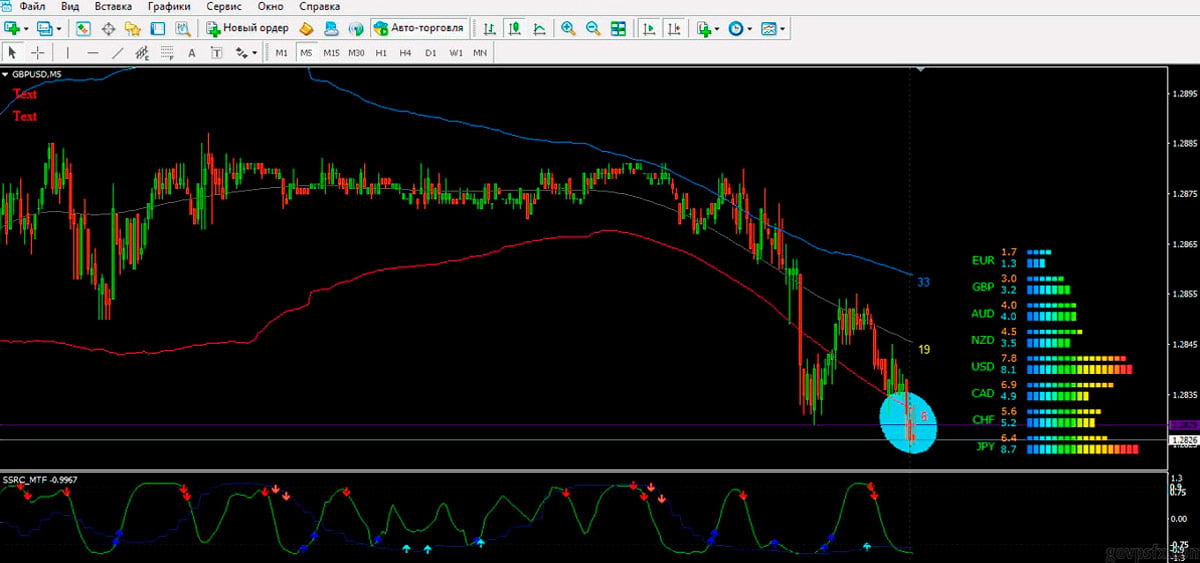 Файл Вид Вставка Графики Сервис Окно Справка
Новый ордер Авто-торговля
A T M1 M5 M15 M30 H1 H4 D1 W1 MN
GBPUSD,M5
Text
Text
1.2895
1.2885
1.2875
1.2865
1.2855
1.2845
1.2835
1.2826
33
19
6
EUR 1.7
1.3
GBP 3.0
3.2
AUD 4.0
4.0
NZD 4.5
3.5
USD 7.8
8.1
CAD 6.9
4.9
CHF 5.6
5.2
JPY 6.4
8.7
SSRC_MTF -0.9967
1.3
0.9
0.75
0.00
-0.75
-0.9
-1.3
govpsfx.com